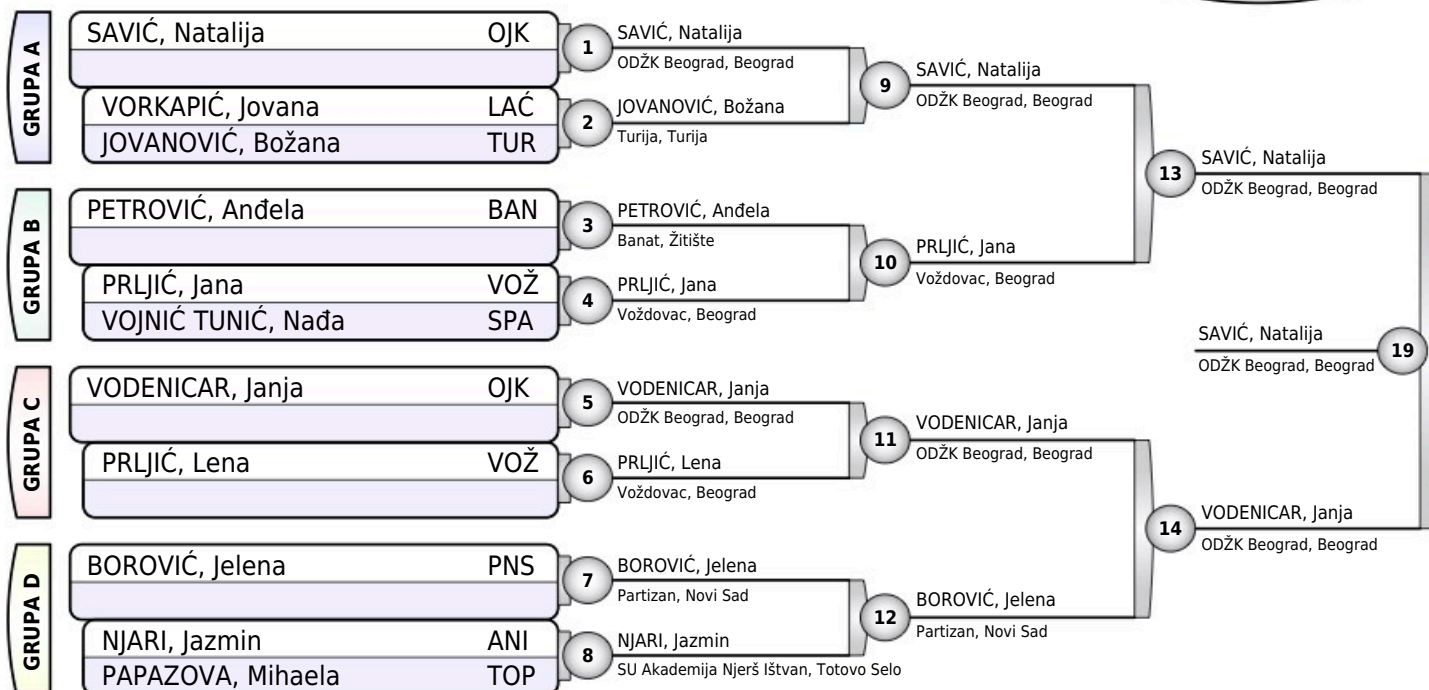 GRUPA A
SAVIĆ, Natalija OJK
VORKAPIĆ, Jovana LAĆ
JOVANOVIĆ, Božana TUR
1
SAVIĆ, Natalija
ODŽK Beograd, Beograd
2
JOVANOVIĆ, Božana
Turija, Turija
9
SAVIĆ, Natalija
ODŽK Beograd, Beograd
GRUPA B
PETROVIĆ, Anđela BAN
PRLJIĆ, Jana VOŽ
VOJNIĆ TUNIĆ, Nađa SPA
3
PETROVIĆ, Anđela
Banat, Žitište
4
PRLJIĆ, Jana
Voždovac, Beograd
10
PRLJIĆ, Jana
Voždovac, Beograd
13
SAVIĆ, Natalija
ODŽK Beograd, Beograd
GRUPA C
VODENICAR, Janja OJK
PRLJIĆ, Lena VOŽ
5
VODENICAR, Janja
ODŽK Beograd, Beograd
6
PRLJIĆ, Lena
Voždovac, Beograd
11
VODENICAR, Janja
ODŽK Beograd, Beograd
GRUPA D
BOROVIĆ, Jelena PNS
NJARI, Jazmin ANI
PAPAZOVA, Mihaela TOP
7
BOROVIĆ, Jelena
Partizan, Novi Sad
8
NJARI, Jazmin
SU Akademija Njerš Ištvan, Totovo Selo
12
BOROVIĆ, Jelena
Partizan, Novi Sad
14
VODENICAR, Janja
ODŽK Beograd, Beograd
SAVIĆ, Natalija
ODŽK Beograd, Beograd
19